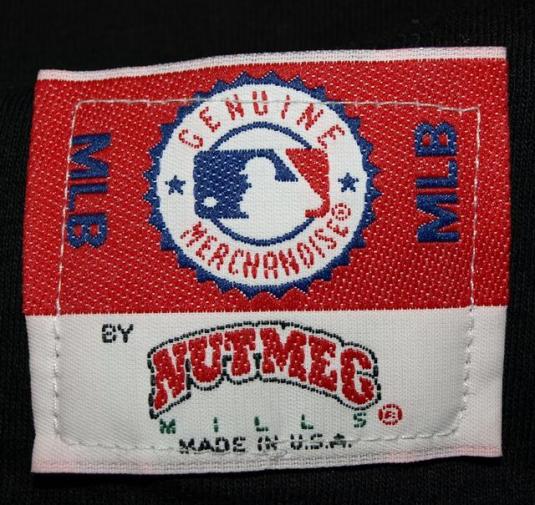 GENUINE
MLB
MLB
MERCHANDISE®
BY
NUTMEG
MILLS®
MADE IN U.S.A.